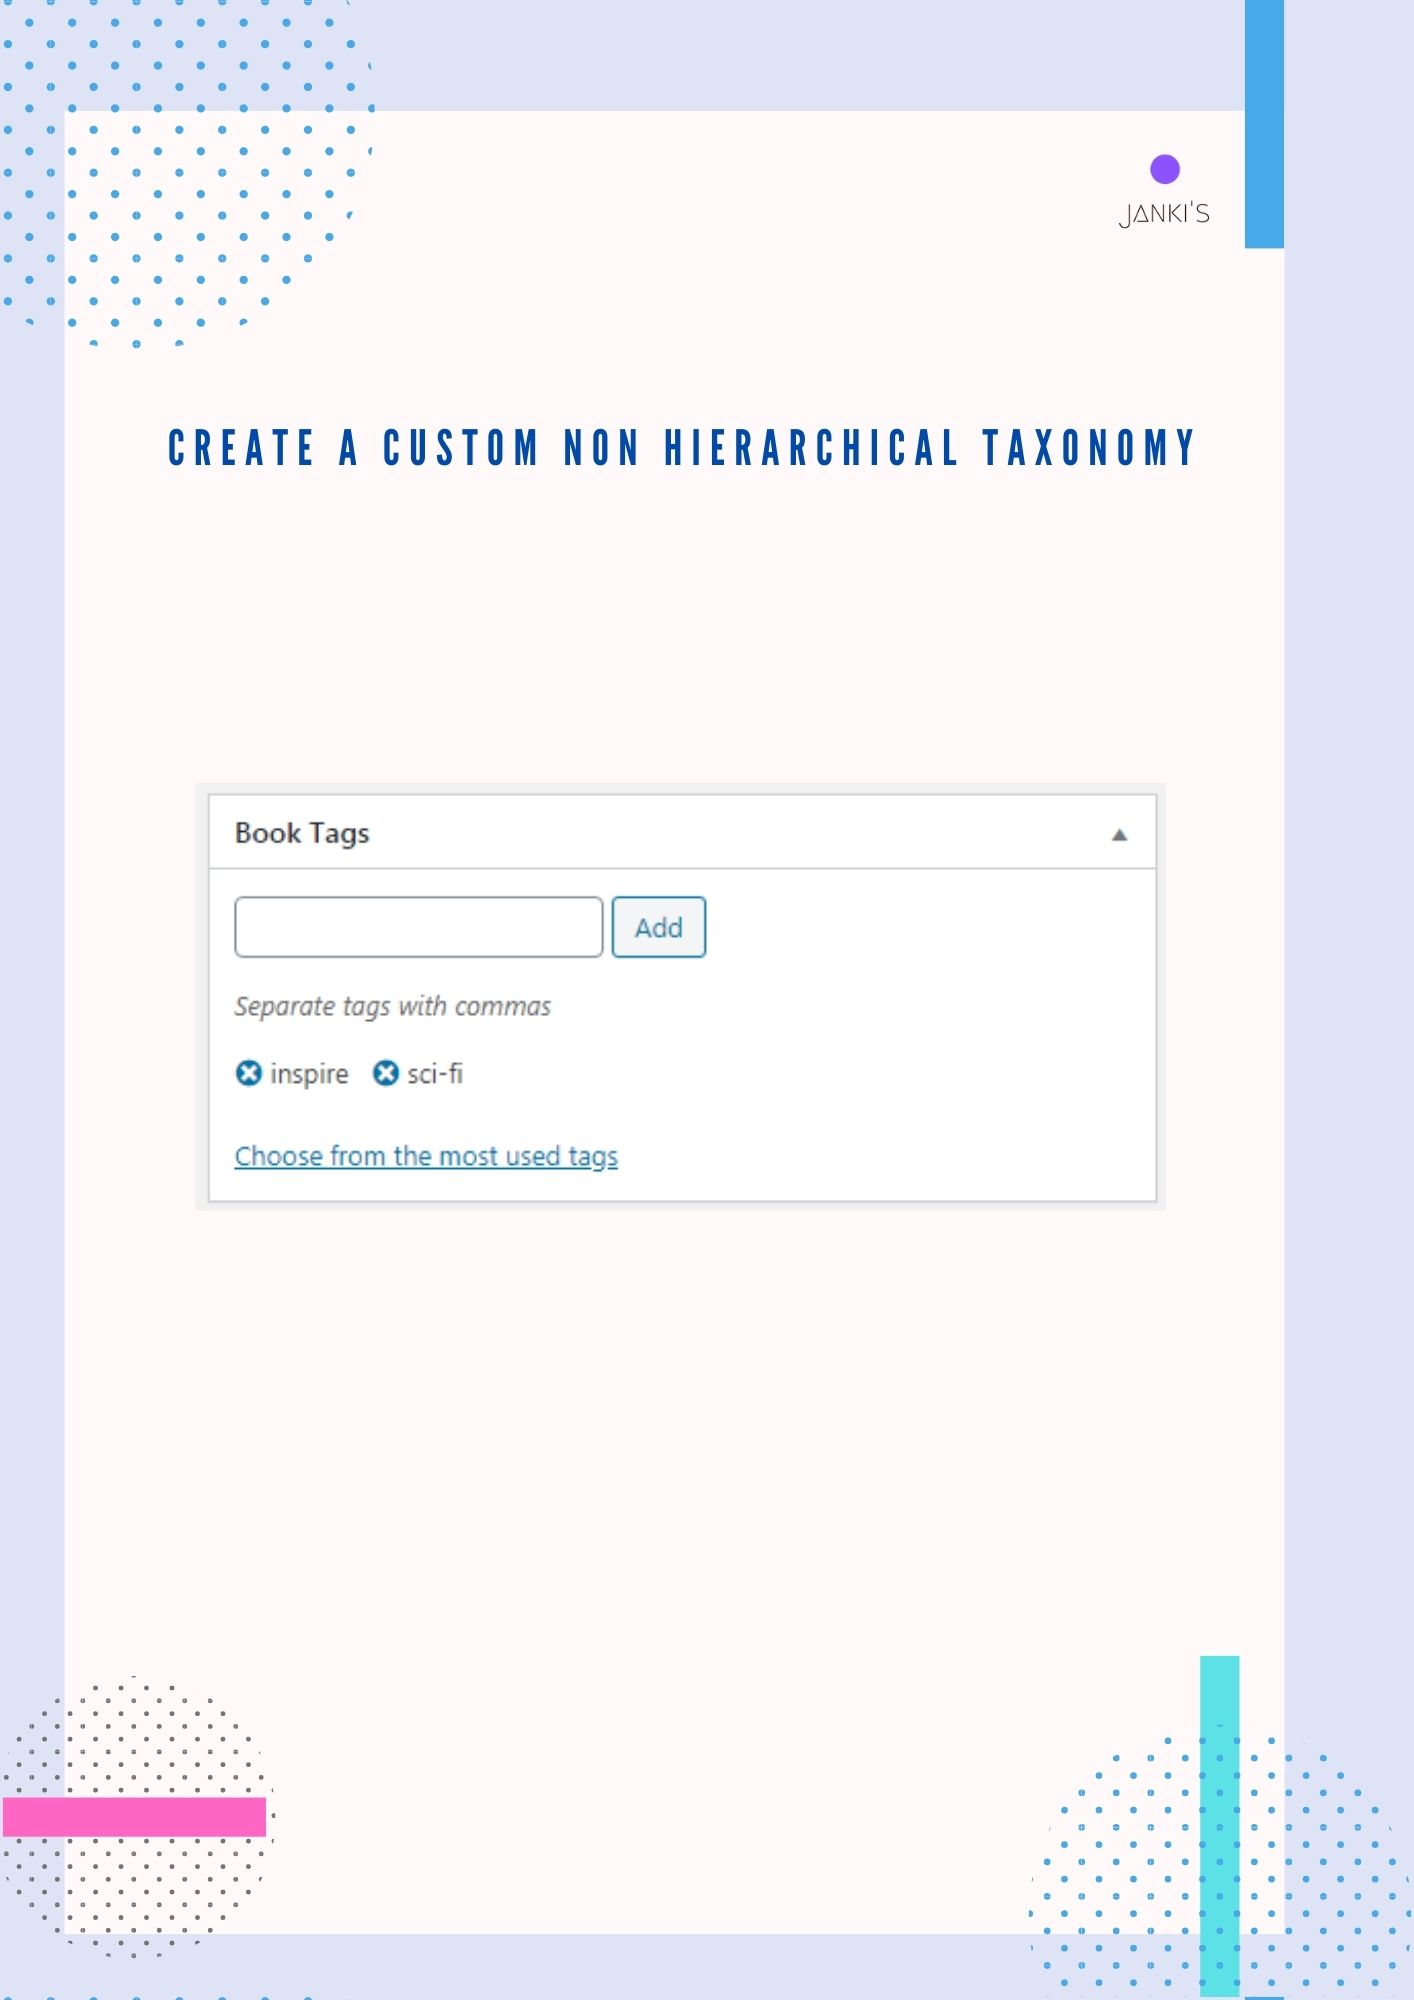 JANKI'S
CREATE A CUSTOM NON HIERARCHICAL TAXONOMY
Book Tags
Add
Separate tags with commas
inspire sci-fi
Choose from the most used tags